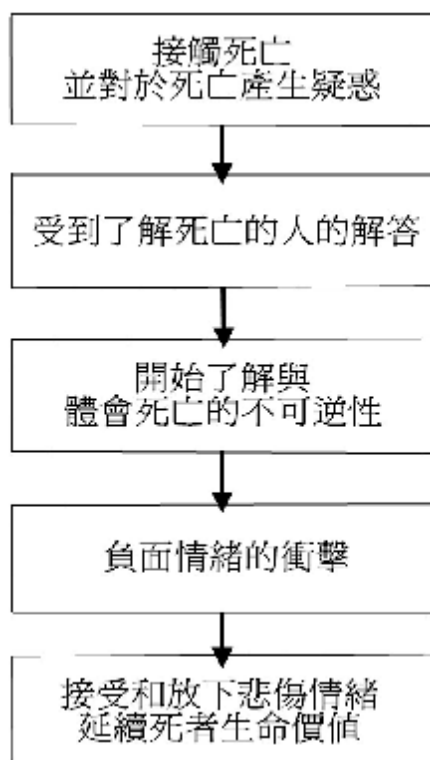 接觸死亡
並對於死亡產生疑惑
受到了解死亡的人的解答
開始了解與
體會死亡的不可逆性
負面情緒的衝擊
接受和放下悲傷情緒
延續死者生命價值